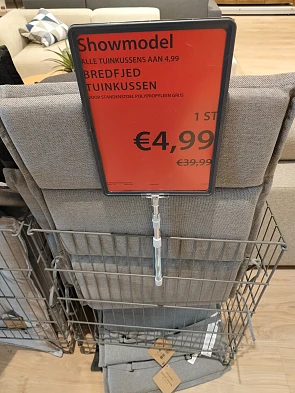 Showmodel
ALLE TUINKUSSENS AAN 4,99
BREDFJED
TUINKUSSEN
1 ST
€4,99
€39,99